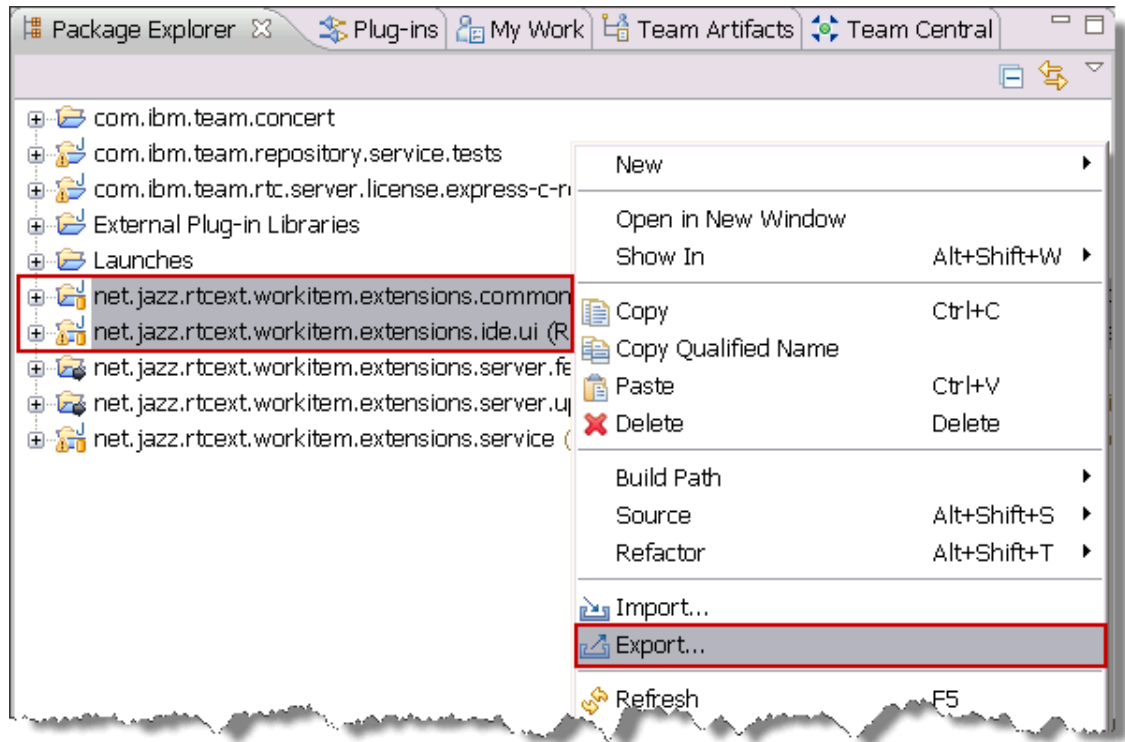 Package Explorer Plug-ins My Work Team Artifacts Team Central
com.ibm.team.concert
com.ibm.team.repository.service.tests
com.ibm.team.rtc.server.license.express-c-r
External Plug-in Libraries
Launches
net.jazz.rtcext.workitem.extensions.common
net.jazz.rtcext.workitem.extensions.ide.ui (R
net.jazz.rtcext.workitem.extensions.server.fe
net.jazz.rtcext.workitem.extensions.server.u
net.jazz.rtcext.workitem.extensions.service (
New
Open in New Window
Show In Alt+Shift+W
Copy Ctrl+C
Copy Qualified Name
Paste Ctrl+V
Delete Delete
Build Path
Source Alt+Shift+S
Refactor Alt+Shift+T
Import...
Export...
Refresh F5